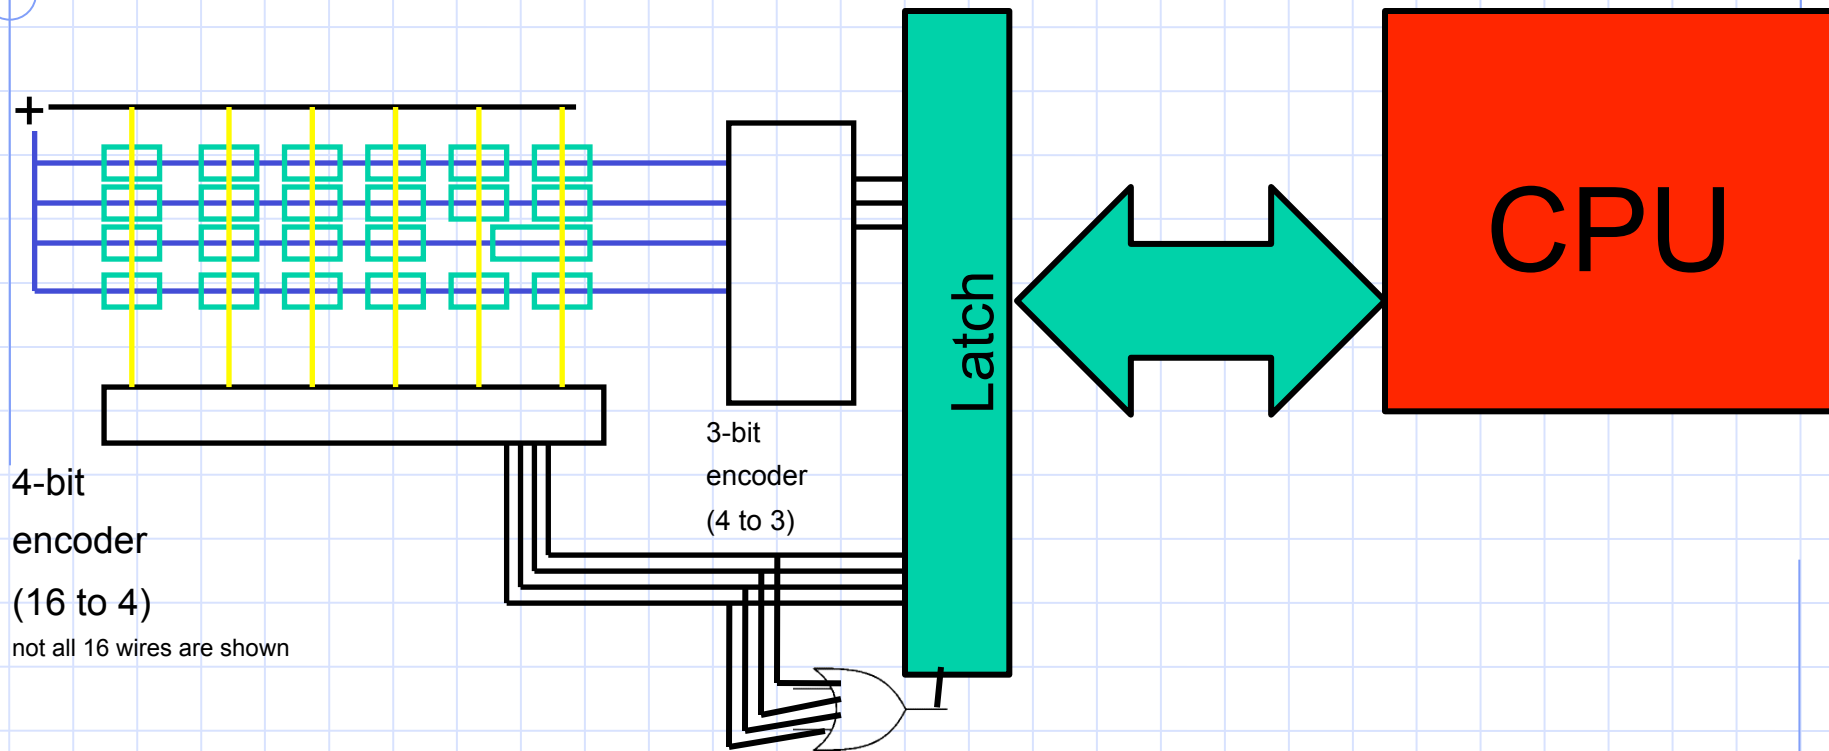 +
CPU
Latch
3-bit
encoder
(4 to 3)
4-bit
encoder
(16 to 4)
not all 16 wires are shown